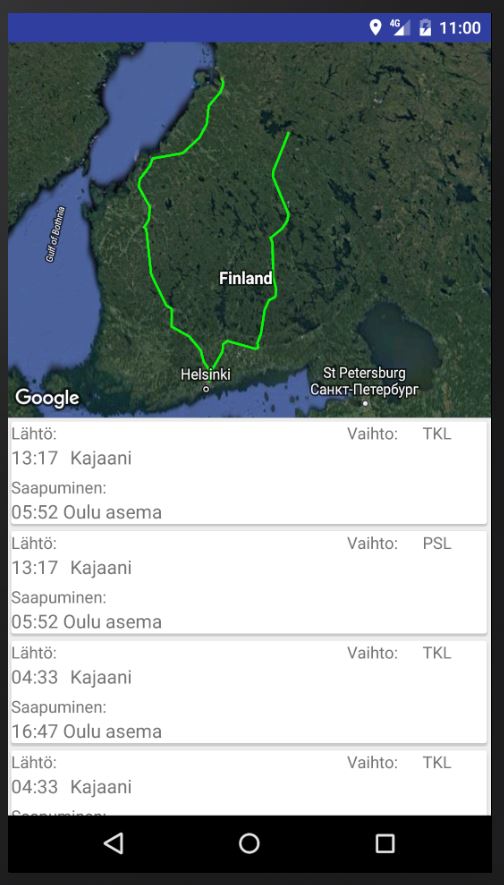 4G 11:00
Gulf of Bothnia
Finland
Helsinki
St Petersburg
Санкт-Петербург
Google
Lähtö: Vaihto: TKL
13:17 Kajaani
Saapuminen:
05:52 Oulu asema
Lähtö: Vaihto: PSL
13:17 Kajaani
Saapuminen:
05:52 Oulu asema
Lähtö: Vaihto: TKL
04:33 Kajaani
Saapuminen:
16:47 Oulu asema
Lähtö: Vaihto: TKL
04:33 Kajaani